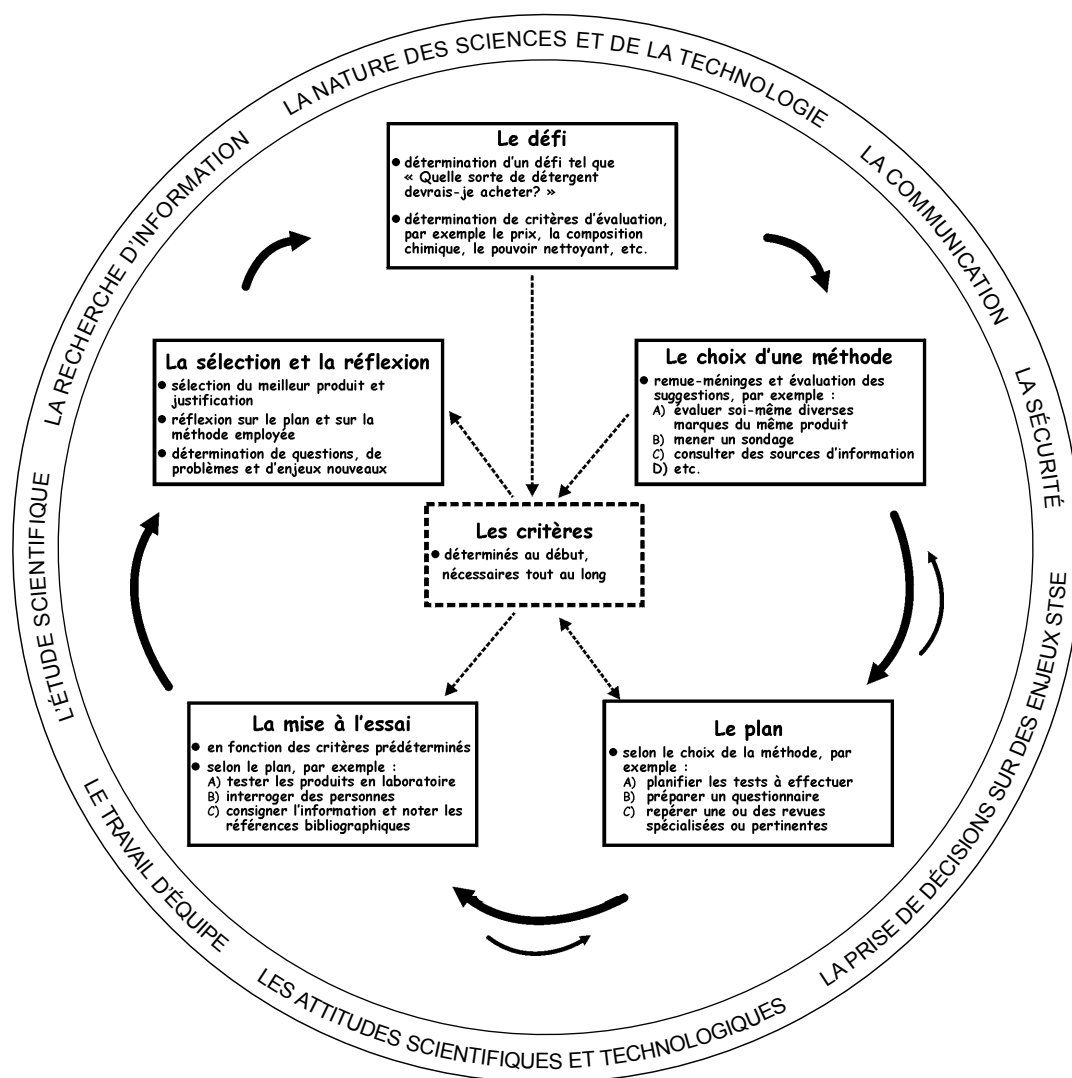 LA NATURE DES SCIENCES ET DE LA TECHNOLOGIE
LA COMMUNICATION
LA SÉCURITÉ
LA PRISE DE DÉCISIONS SUR DES ENJEUX STSE
LES ATTITUDES SCIENTIFIQUES ET TECHNOLOGIQUES
LE TRAVAIL D'ÉQUIPE
L'ÉTUDE SCIENTIFIQUE
LA RECHERCHE D'INFORMATION
Le défi
● détermination d'un défi tel que
« Quelle sorte de détergent
devrais-je acheter? »
● détermination de critères d'évaluation,
par exemple le prix, la composition
chimique, le pouvoir nettoyant, etc.
Le choix d'une méthode
● remue-méninges et évaluation des
suggestions, par exemple :
A) évaluer soi-même diverses
marques du même produit
B) mener un sondage
C) consulter des sources d'information
D) etc.
La sélection et la réflexion
● sélection du meilleur produit et
justification
● réflexion sur le plan et sur la
méthode employée
● détermination de questions, de
problèmes et d'enjeux nouveaux
Les critères
● déterminés au début,
nécessaires tout au long
Le plan
● selon le choix de la méthode, par
exemple :
A) planifier les tests à effectuer
B) préparer un questionnaire
C) repérer une ou des revues
spécialisées ou pertinentes
La mise à l'essai
● en fonction des critères prédéterminés
● selon le plan, par exemple :
A) tester les produits en laboratoire
B) interroger des personnes
C) consigner l'information et noter les
références bibliographiques